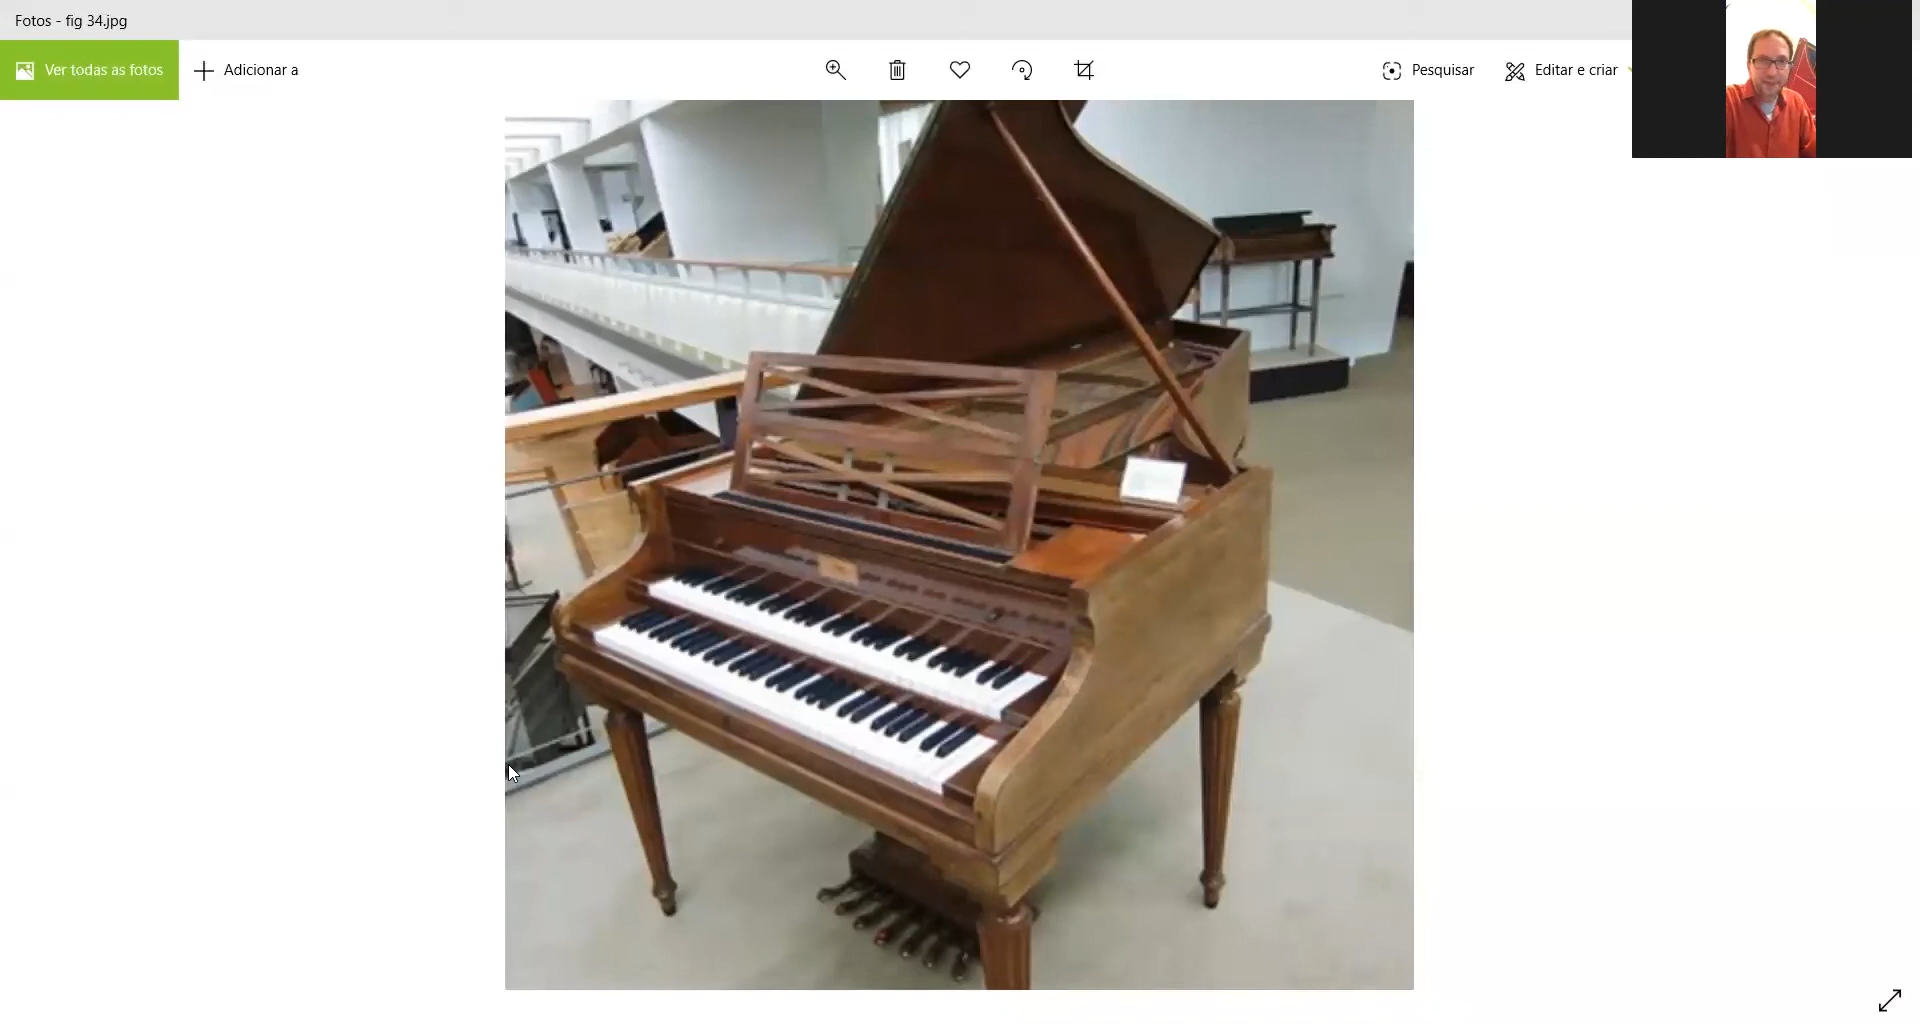 Fotos - fig 34.jpg
Ver todas as fotos
Adicionar a
Pesquisar
Editar e criar